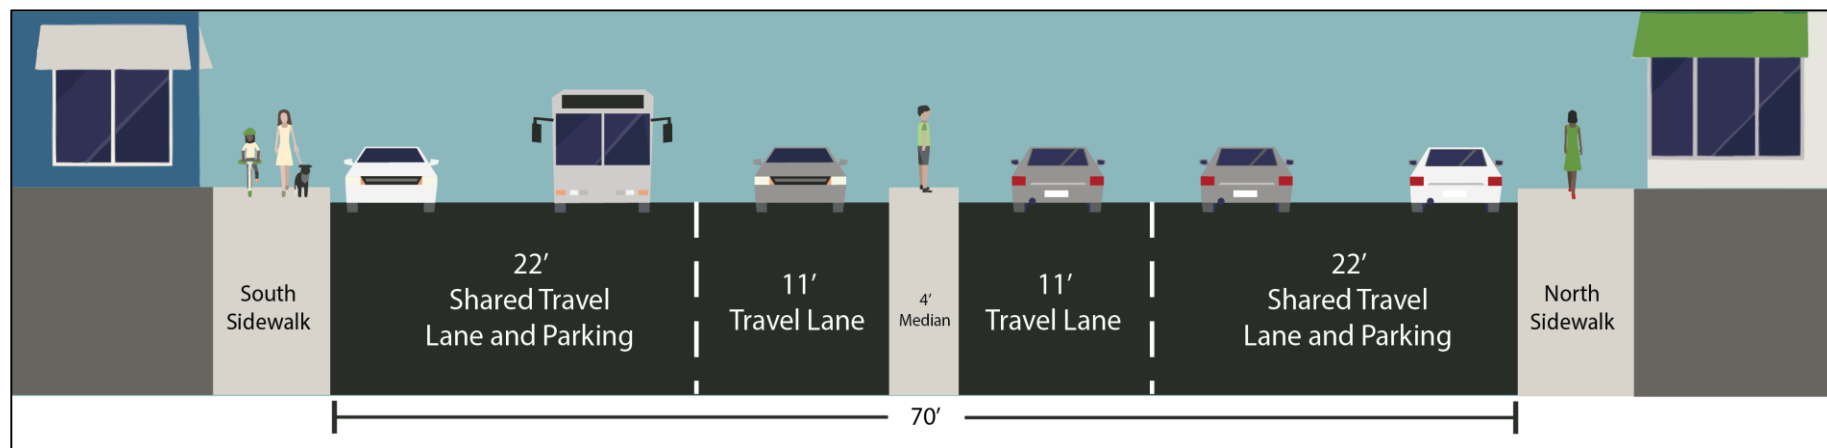 South
Sidewalk
22’
Shared Travel
Lane and Parking
11’
Travel Lane
4’
Median
11’
Travel Lane
22’
Shared Travel
Lane and Parking
North
Sidewalk
70’